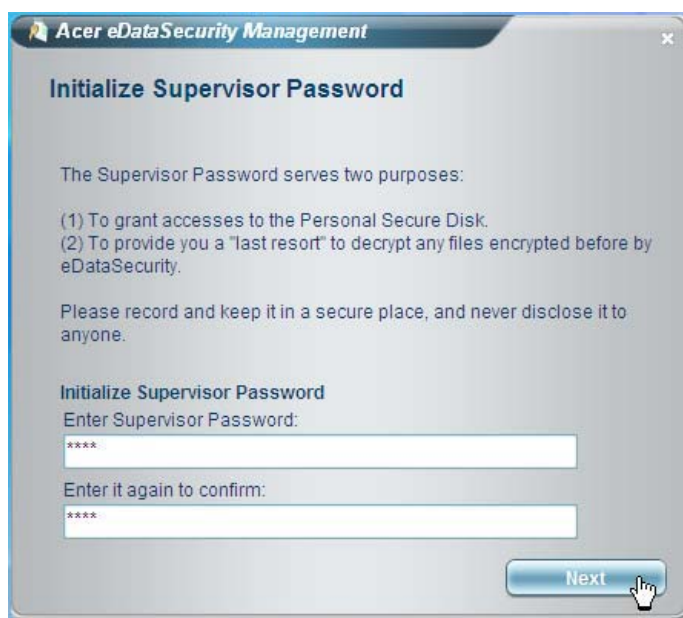 Acer eDataSecurity Management
Initialize Supervisor Password
The Supervisor Password serves two purposes:
(1) To grant accesses to the Personal Secure Disk.
(2) To provide you a "last resort" to decrypt any files encrypted before by
eDataSecurity.
Please record and keep it in a secure place, and never disclose it to
anyone.
Initialize Supervisor Password
Enter Supervisor Password:
****
Enter it again to confirm:
****
Next